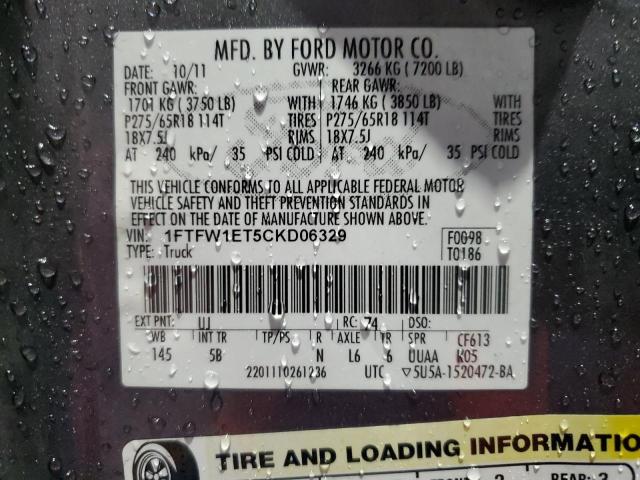 MFD. BY FORD MOTOR CO.
DATE: 10/11 GVWR: 3266 KG ( 7200 LB)
FRONT GAWR: REAR GAWR:
1701 KG ( 3750 LB) WITH 1746 KG ( 3850 LB) WITH
P275/65R18 114T TIRES P275/65R18 114T TIRES
18X7.5J RIMS 18X7.5J RIMS
AT 240 kPa/ 35 PSI COLD AT 240 kPa/ 35 PSI COLD
THIS VEHICLE CONFORMS TO ALL APPLICABLE FEDERAL MOTOR
VEHICLE SAFETY AND THEFT PREVENTION STANDARDS IN
EFFECT ON THE DATE OF MANUFACTURE SHOWN ABOVE.
VIN: 1FTFW1ET5CKD06329 F0098
TYPE: Truck T0186
EXT PNT: UJ RC: 74 DSO:
WB INT TR TP/PS R AXLE TR SPR CF613
145 5B N L6 6 UUAA K05
2201110261236 UTC ▽5U5A-1520472-BA
TIRE AND LOADING INFORMATIO
2 REAR: 3